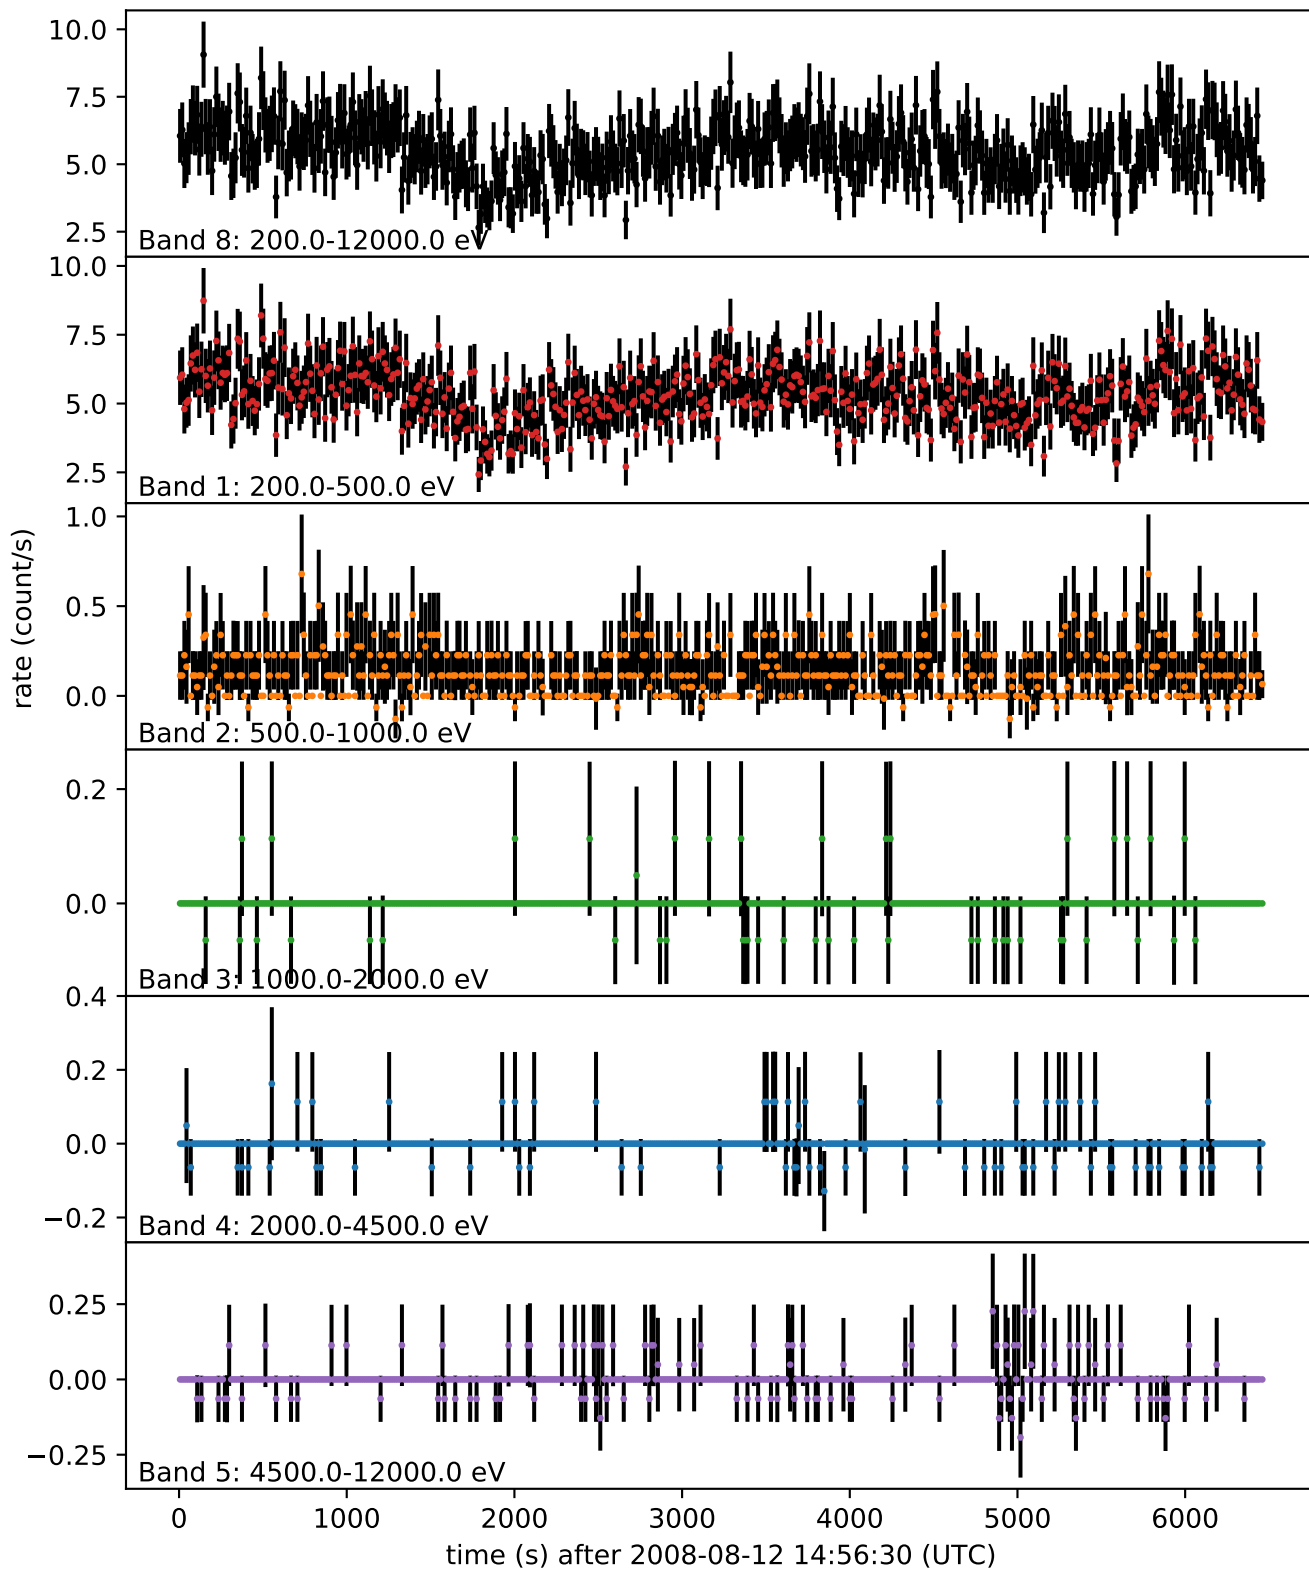 10.0
7.5
5.0
2.5
Band 8: 200.0-12000.0 eV
10.0
7.5
5.0
2.5
Band 1: 200.0-500.0 eV
1.0
0.5
0.0
Band 2: 500.0-1000.0 eV
rate (count/s)
0.2
0.0
Band 3: 1000.0-2000.0 eV
0.4
0.2
0.0
−0.2
Band 4: 2000.0-4500.0 eV
0.25
0.00
−0.25
Band 5: 4500.0-12000.0 eV
0 1000 2000 3000 4000 5000 6000
time (s) after 2008-08-12 14:56:30 (UTC)